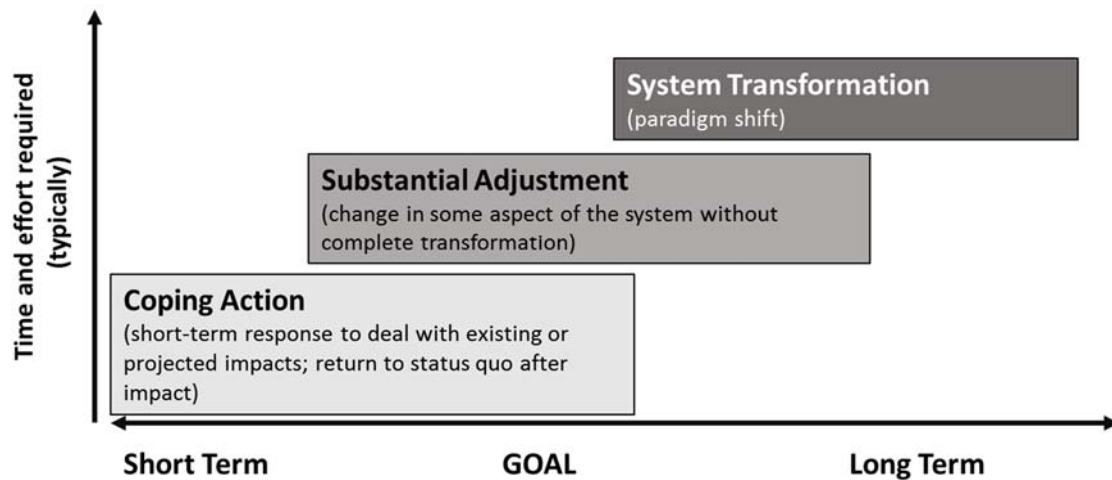 Time and effort required
(typically)
System Transformation
(paradigm shift)
Substantial Adjustment
(change in some aspect of the system without
complete transformation)
Coping Action
(short-term response to deal with existing or
projected impacts; return to status quo after
impact)
Short Term
GOAL
Long Term